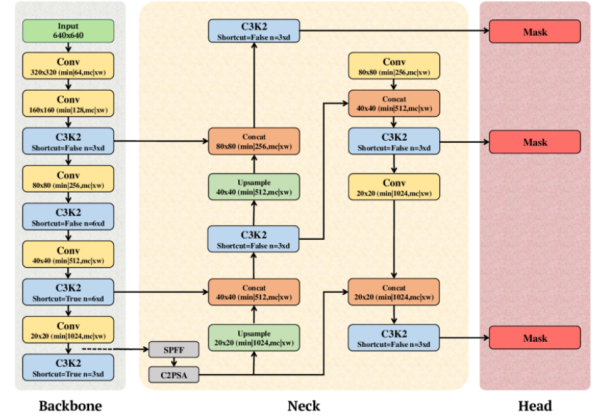 Input
640x640
Conv
320x320 (min|64,mc|xw)
Conv
160x160 (min|128,mc|xw)
C3K2
Shortcut=False n=3xd
Conv
80x80 (min|256,mc|xw)
C3K2
Shortcut=False n=6xd
Conv
40x40 (min|512,mc|xw)
C3K2
Shortcut=True n=6xd
Conv
20x20 (min|1024,mc|xw)
C3K2
Shortcut=True n=3xd
Backbone
C3K2
Shortcut=False n=3xd
Concat
80x80 (min|256,mc|xw)
Upsample
40x40 (min|512,mc|xw)
C3K2
Shortcut=False n=3xd
Concat
40x40 (min|512,mc|xw)
Upsample
20x20 (min|1024,mc|xw)
SPFF
C2PSA
Conv
80x80 (min|256,mc|xw)
Concat
40x40 (min|512,mc|xw)
C3K2
Shortcut=False n=3xd
Conv
20x20 (min|1024,mc|xw)
Concat
20x20 (min|1024,mc|xw)
C3K2
Shortcut=False n=3xd
Neck
Mask
Mask
Mask
Head